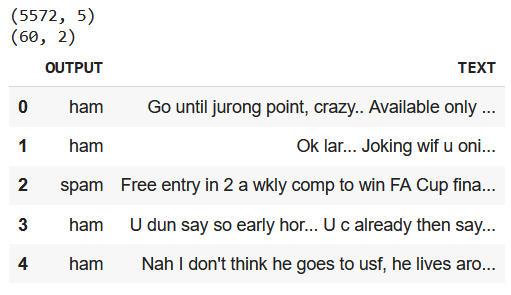 (5572, 5)
(60, 2)
OUTPUT TEXT
0 ham Go until jurong point, crazy.. Available only ...
1 ham Ok lar... Joking wif u oni...
2 spam Free entry in 2 a wkly comp to win FA Cup fina...
3 ham U dun say so early hor... U c already then say...
4 ham Nah I don't think he goes to usf, he lives aro...